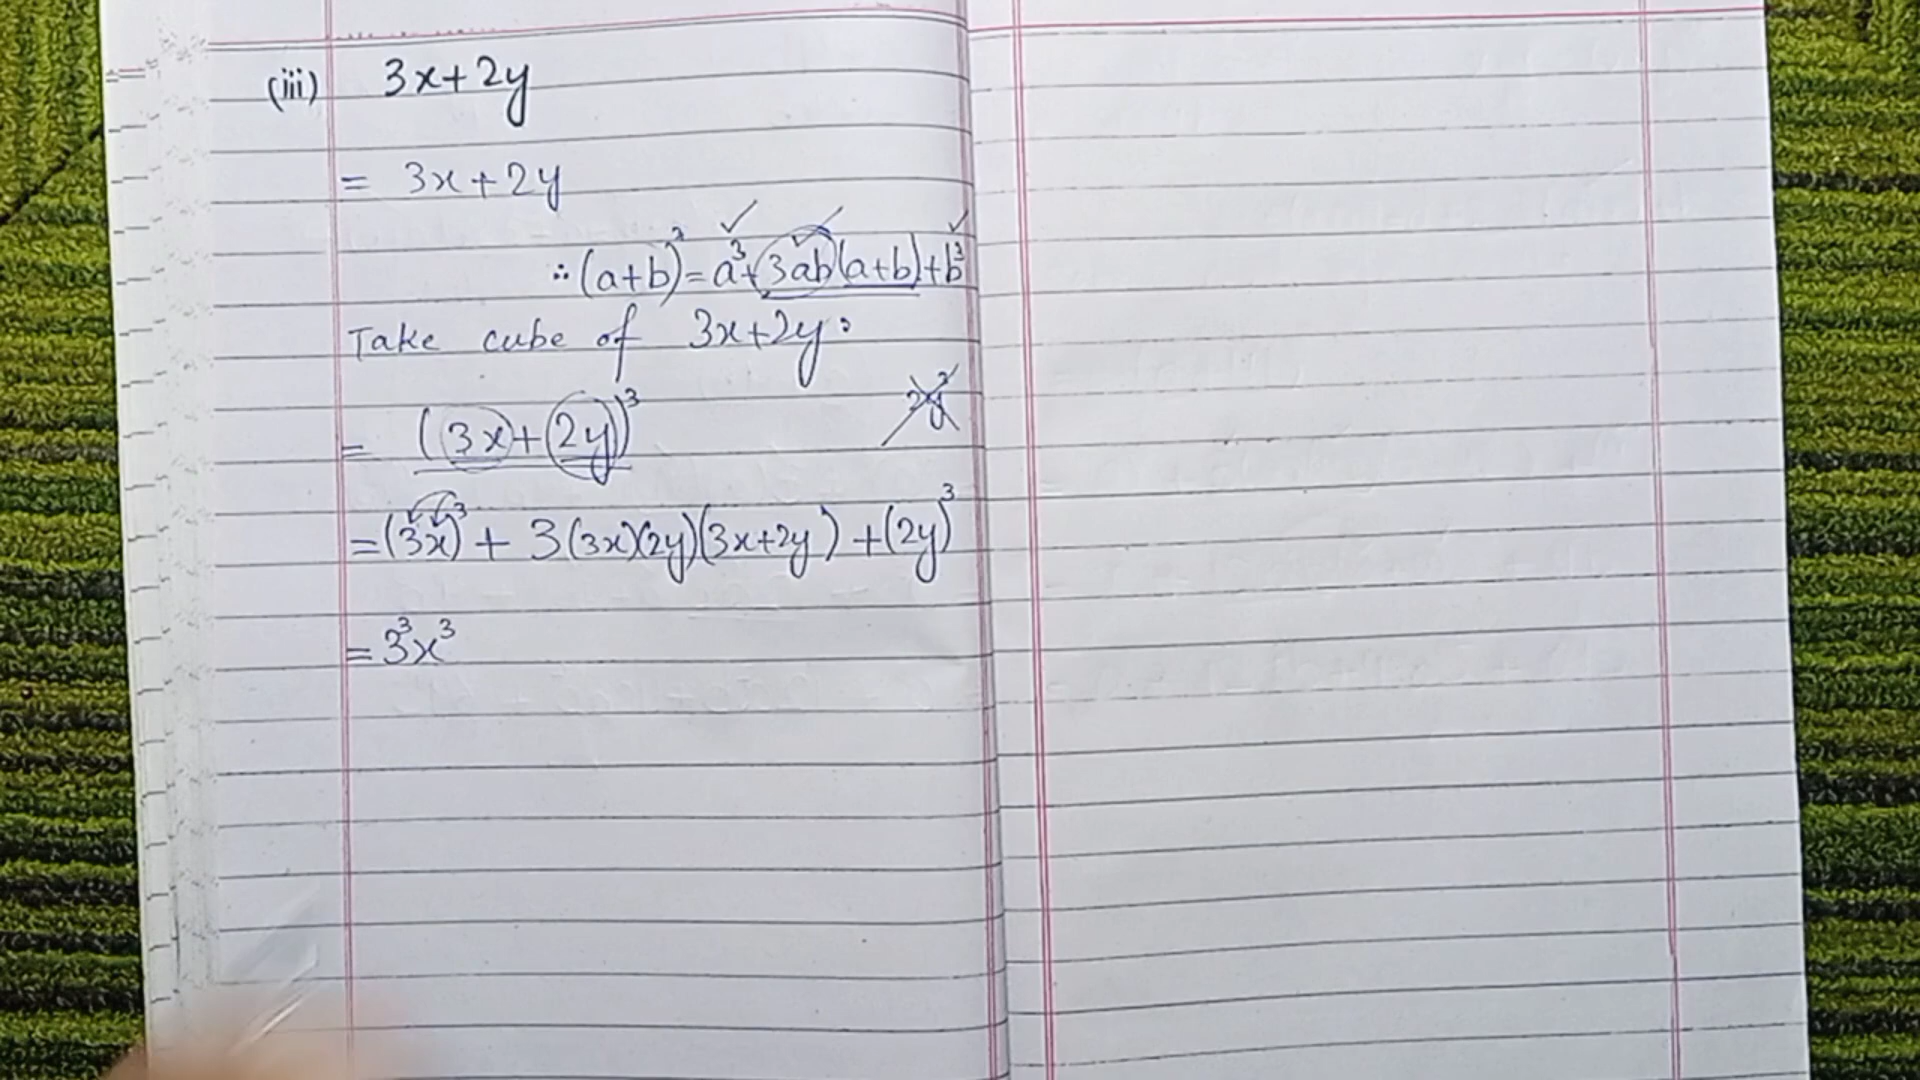 (iii) 3x+2y
= 3x+2y
∴ (a+b)³ = a³+3ab(a+b)+b³
Take cube of 3x+2y:
= (3x+2y)³
= (3x)³ + 3(3x)(2y)(3x+2y) + (2y)³
= 3³x³